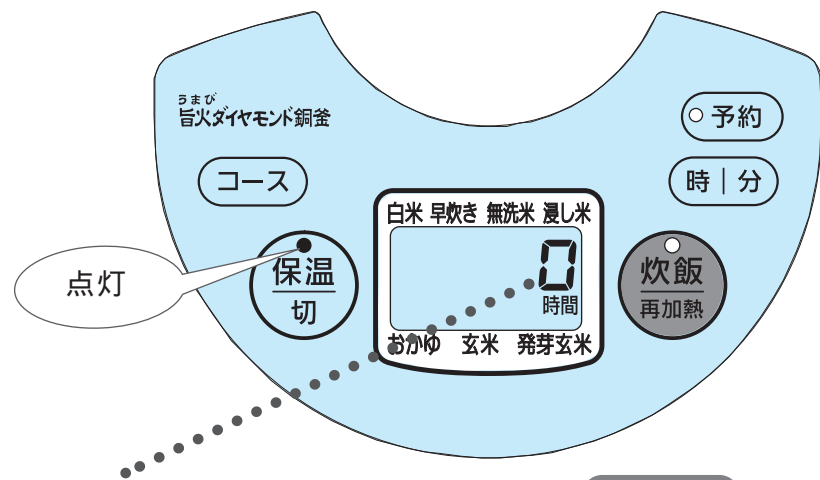 うまび
旨火ダイヤモンド銅釜
予約
コース
時|分
白米 早炊き 無洗米 浸し米
点灯
保温
切
0
時間
炊飯
再加熱
おかゆ 玄米 発芽玄米